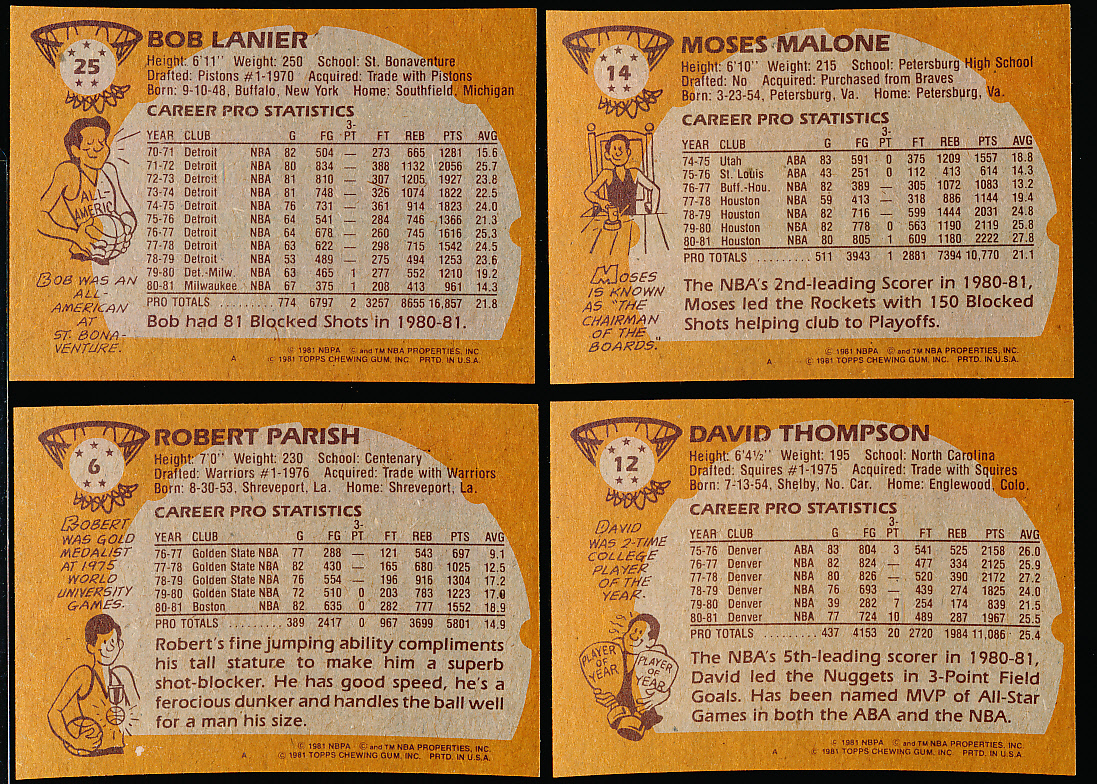 25
BOB LANIER
Height: 6'11" Weight: 250 School: St. Bonaventure
Drafted: Pistons #1-1970 Acquired: Trade with Pistons
Born: 9-10-48, Buffalo, New York Home: Southfield, Michigan
CAREER PRO STATISTICS
YEAR CLUB G FG 3-PT FT REB PTS AVG
70-71 Detroit NBA 82 504 — 273 665 1281 15.6
71-72 Detroit NBA 80 834 — 388 1132 2056 25.7
72-73 Detroit NBA 81 810 — 307 1205 1927 23.8
73-74 Detroit NBA 81 748 — 326 1074 1822 22.5
74-75 Detroit NBA 76 731 — 361 914 1823 24.0
75-76 Detroit NBA 64 541 — 284 746 1366 21.3
76-77 Detroit NBA 64 678 — 260 745 1616 25.3
77-78 Detroit NBA 63 622 — 298 715 1542 24.5
78-79 Detroit NBA 53 489 — 275 494 1253 23.6
79-80 Det.-Milw. NBA 63 465 1 277 552 1210 19.2
80-81 Milwaukee NBA 67 375 1 208 413 961 14.3
PRO TOTALS .......... 774 6797 2 3257 8655 16,857 21.8
Bob had 81 Blocked Shots in 1980-81.
ALL-
AMERIC
BOB WAS AN
ALL-
AMERICAN
AT
ST. BONA-
VENTURE.
A
© 1981 NBPA © and TM NBA PROPERTIES, INC.
© 1981 TOPPS CHEWING GUM, INC. PRTD. IN U.S.A.
14
MOSES MALONE
Height: 6'10" Weight: 215 School: Petersburg High School
Drafted: No Acquired: Purchased from Braves
Born: 3-23-54, Petersburg, Va. Home: Petersburg, Va.
CAREER PRO STATISTICS
YEAR CLUB G FG 3-PT FT REB PTS AVG
74-75 Utah ABA 83 591 0 375 1209 1557 18.8
75-76 St. Louis ABA 43 251 0 112 413 614 14.3
76-77 Buff.-Hou. NBA 82 389 — 305 1072 1083 13.2
77-78 Houston NBA 59 413 — 318 886 1144 19.4
78-79 Houston NBA 82 716 — 599 1444 2031 24.8
79-80 Houston NBA 82 778 0 563 1190 2119 25.8
80-81 Houston NBA 80 805 1 609 1180 2222 27.8
PRO TOTALS .......... 511 3943 1 2881 7394 10,770 21.1
The NBA's 2nd-leading Scorer in 1980-81,
Moses led the Rockets with 150 Blocked
Shots helping club to Playoffs.
MOSES
IS KNOWN
AS "THE
CHAIRMAN
OF THE
BOARDS."
A
© 1981 NBPA © and TM NBA PROPERTIES, INC.
© 1981 TOPPS CHEWING GUM, INC. PRTD. IN U.S.A.
6
ROBERT PARISH
Height: 7'0" Weight: 230 School: Centenary
Drafted: Warriors #1-1976 Acquired: Trade with Warriors
Born: 8-30-53, Shreveport, La. Home: Shreveport, La.
CAREER PRO STATISTICS
YEAR CLUB G FG 3-PT FT REB PTS AVG
76-77 Golden State NBA 77 288 — 121 543 697 9.1
77-78 Golden State NBA 82 430 — 165 680 1025 12.5
78-79 Golden State NBA 76 554 — 196 916 1304 17.2
79-80 Golden State NBA 72 510 0 203 783 1223 17.0
80-81 Boston NBA 82 635 0 282 777 1552 18.9
PRO TOTALS .......... 389 2417 0 967 3699 5801 14.9
Robert's fine jumping ability compliments
his tall stature to make him a superb
shot-blocker. He has good speed, he's a
ferocious dunker and handles the ball well
for a man his size.
ROBERT
WAS GOLD
MEDALIST
AT 1975
WORLD
UNIVERSITY
GAMES.
A
© 1981 NBPA © and TM NBA PROPERTIES, INC.
© 1981 TOPPS CHEWING GUM, INC. PRTD. IN U.S.A.
12
DAVID THOMPSON
Height: 6'4½" Weight: 195 School: North Carolina
Drafted: Squires #1-1975 Acquired: Trade with Squires
Born: 7-13-54, Shelby, No. Car. Home: Englewood, Colo.
CAREER PRO STATISTICS
YEAR CLUB G FG 3-PT FT REB PTS AVG
75-76 Denver ABA 83 804 3 541 525 2158 26.0
76-77 Denver NBA 82 824 — 477 334 2125 25.9
77-78 Denver NBA 80 826 — 520 390 2172 27.2
78-79 Denver NBA 76 693 — 439 274 1825 24.0
79-80 Denver NBA 39 282 7 254 174 839 21.5
80-81 Denver NBA 77 724 10 489 287 1967 25.5
PRO TOTALS .......... 437 4153 20 2720 1984 11,086 25.4
The NBA's 5th-leading scorer in 1980-81,
David led the Nuggets in 3-Point Field
Goals. Has been named MVP of All-Star
Games in both the ABA and the NBA.
DAVID
WAS 2-TIME
COLLEGE
PLAYER
OF THE
YEAR.
PLAYER
OF
YEAR
PLAYER
OF
YEAR
A
© 1981 NBPA © and TM NBA PROPERTIES, INC.
© 1981 TOPPS CHEWING GUM, INC. PRTD. IN U.S.A.